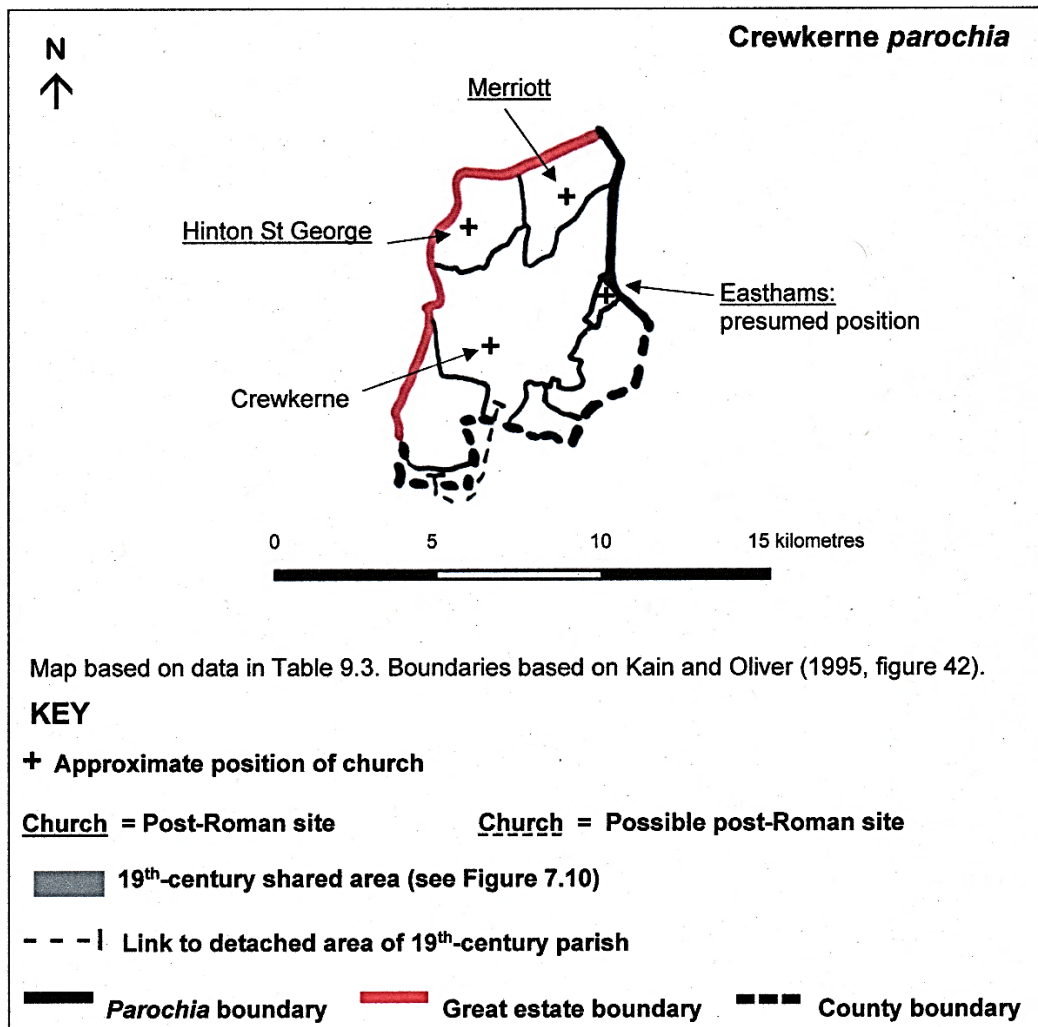 N
Crewkerne parochia
Merriott
Hinton St George
Easthams:
presumed position
Crewkerne
0 5 10 15 kilometres
Map based on data in Table 9.3. Boundaries based on Kain and Oliver (1995, figure 42).
KEY
+ Approximate position of church
Church = Post-Roman site
Church = Possible post-Roman site
19th-century shared area (see Figure 7.10)
Link to detached area of 19th-century parish
Parochia boundary
Great estate boundary
County boundary